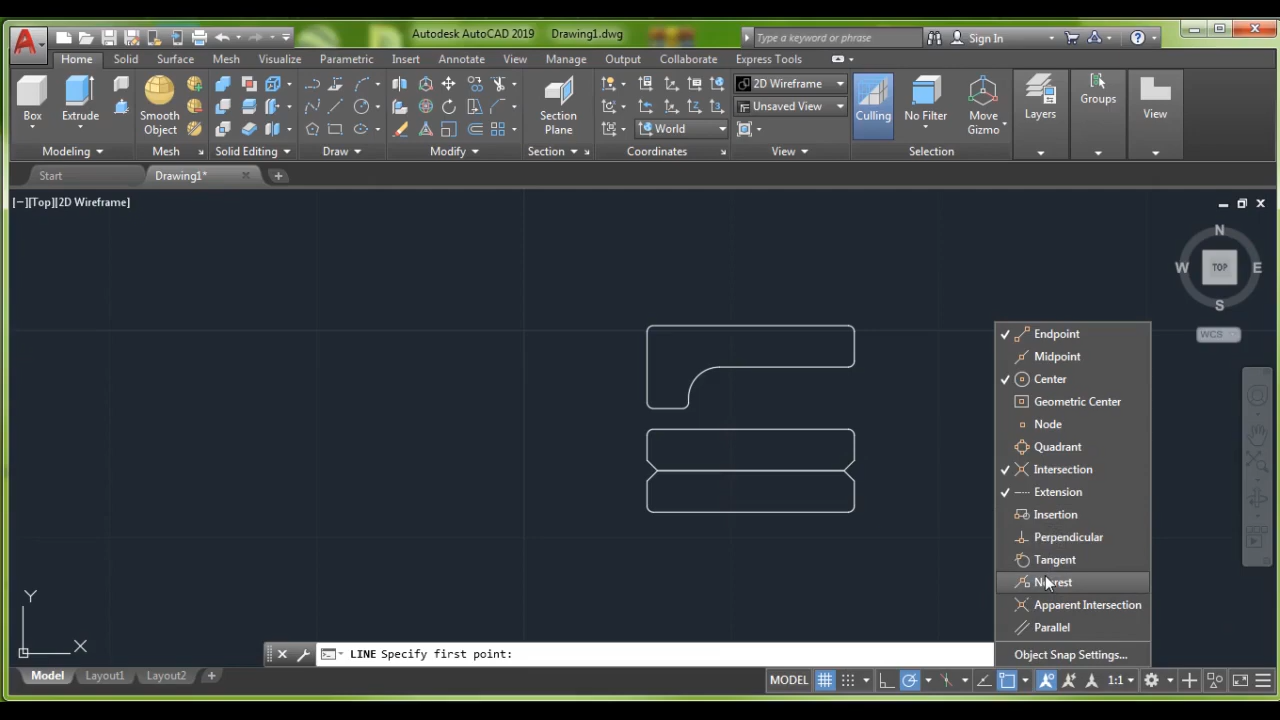 Autodesk AutoCAD 2019 Drawing1.dwg
Type a keyword or phrase
Sign In
Home Solid Surface Mesh Visualize Parametric Insert Annotate View Manage Output Collaborate Express Tools
Box
Extrude
Smooth
Object
Section
Plane
World
2D Wireframe
Unsaved View
Culling
No Filter
Move
Gizmo
Layers
Groups
View
Modeling
Mesh
Solid Editing
Draw
Modify
Section
Coordinates
View
Selection
Start
Drawing1*
[−][Top][2D Wireframe]
N
W
TOP
E
S
WCS
Endpoint
Midpoint
Center
Geometric Center
Node
Quadrant
Intersection
Extension
Insertion
Perpendicular
Tangent
Nearest
Apparent Intersection
Parallel
Object Snap Settings...
Y
X
LINE Specify first point:
Model
Layout1
Layout2
MODEL
1:1